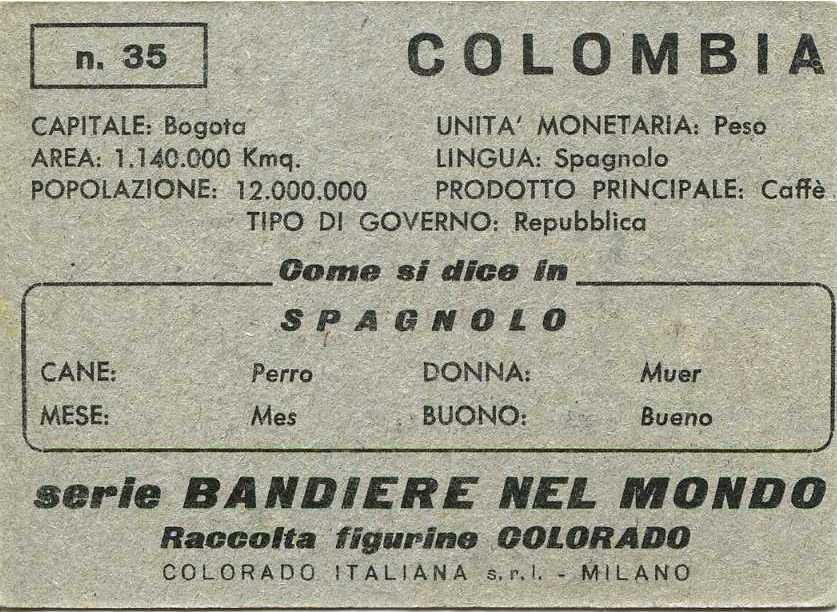 n. 35
COLOMBIA
CAPITALE: Bogota
UNITA' MONETARIA: Peso
AREA: 1.140.000 Kmq.
LINGUA: Spagnolo
POPOLAZIONE: 12.000.000
PRODOTTO PRINCIPALE: Caffè
TIPO DI GOVERNO: Repubblica
Come si dice in
SPAGNOLO
CANE: Perro DONNA: Muer
MESE: Mes BUONO: Bueno
serie BANDIERE NEL MONDO
Raccolta figurine COLORADO
COLORADO ITALIANA s.r.l. - MILANO